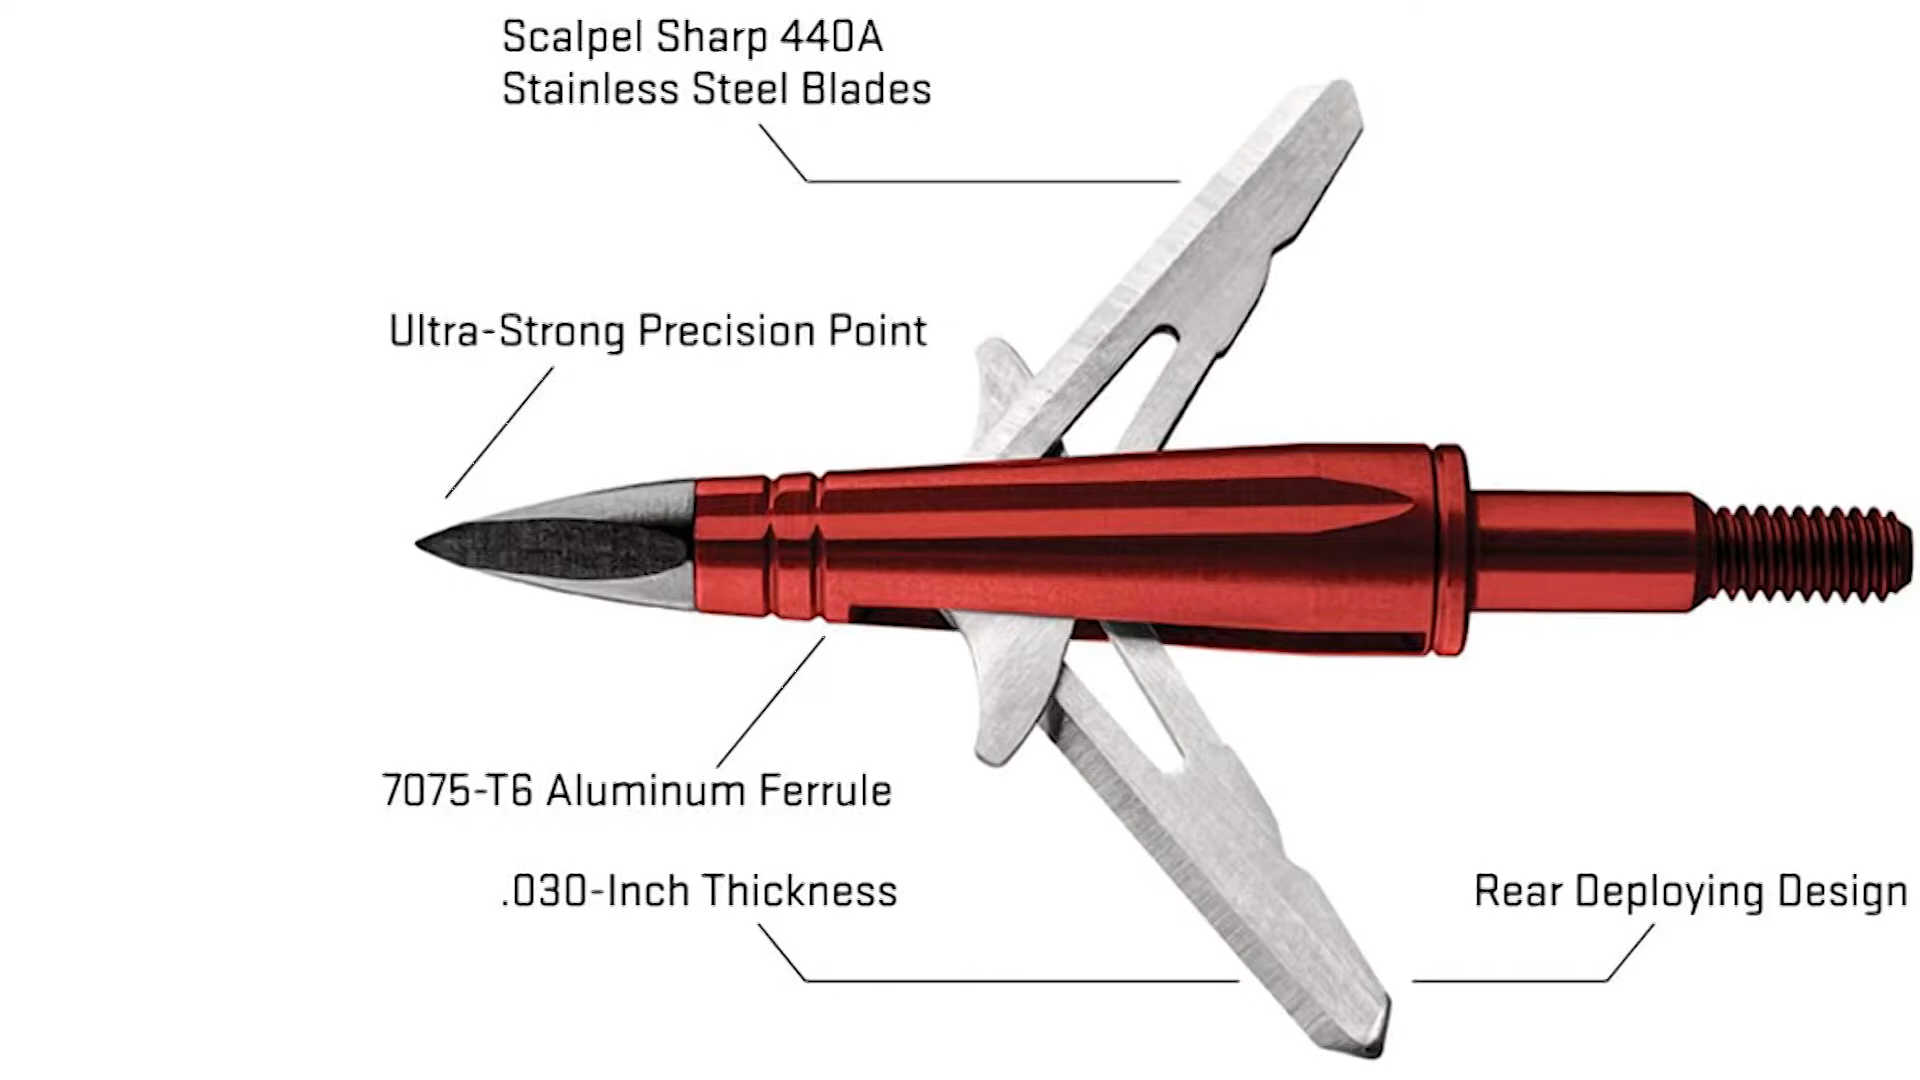 Scalpel Sharp 440A
Stainless Steel Blades
Ultra-Strong Precision Point
7075-T6 Aluminum Ferrule
.030-Inch Thickness
Rear Deploying Design